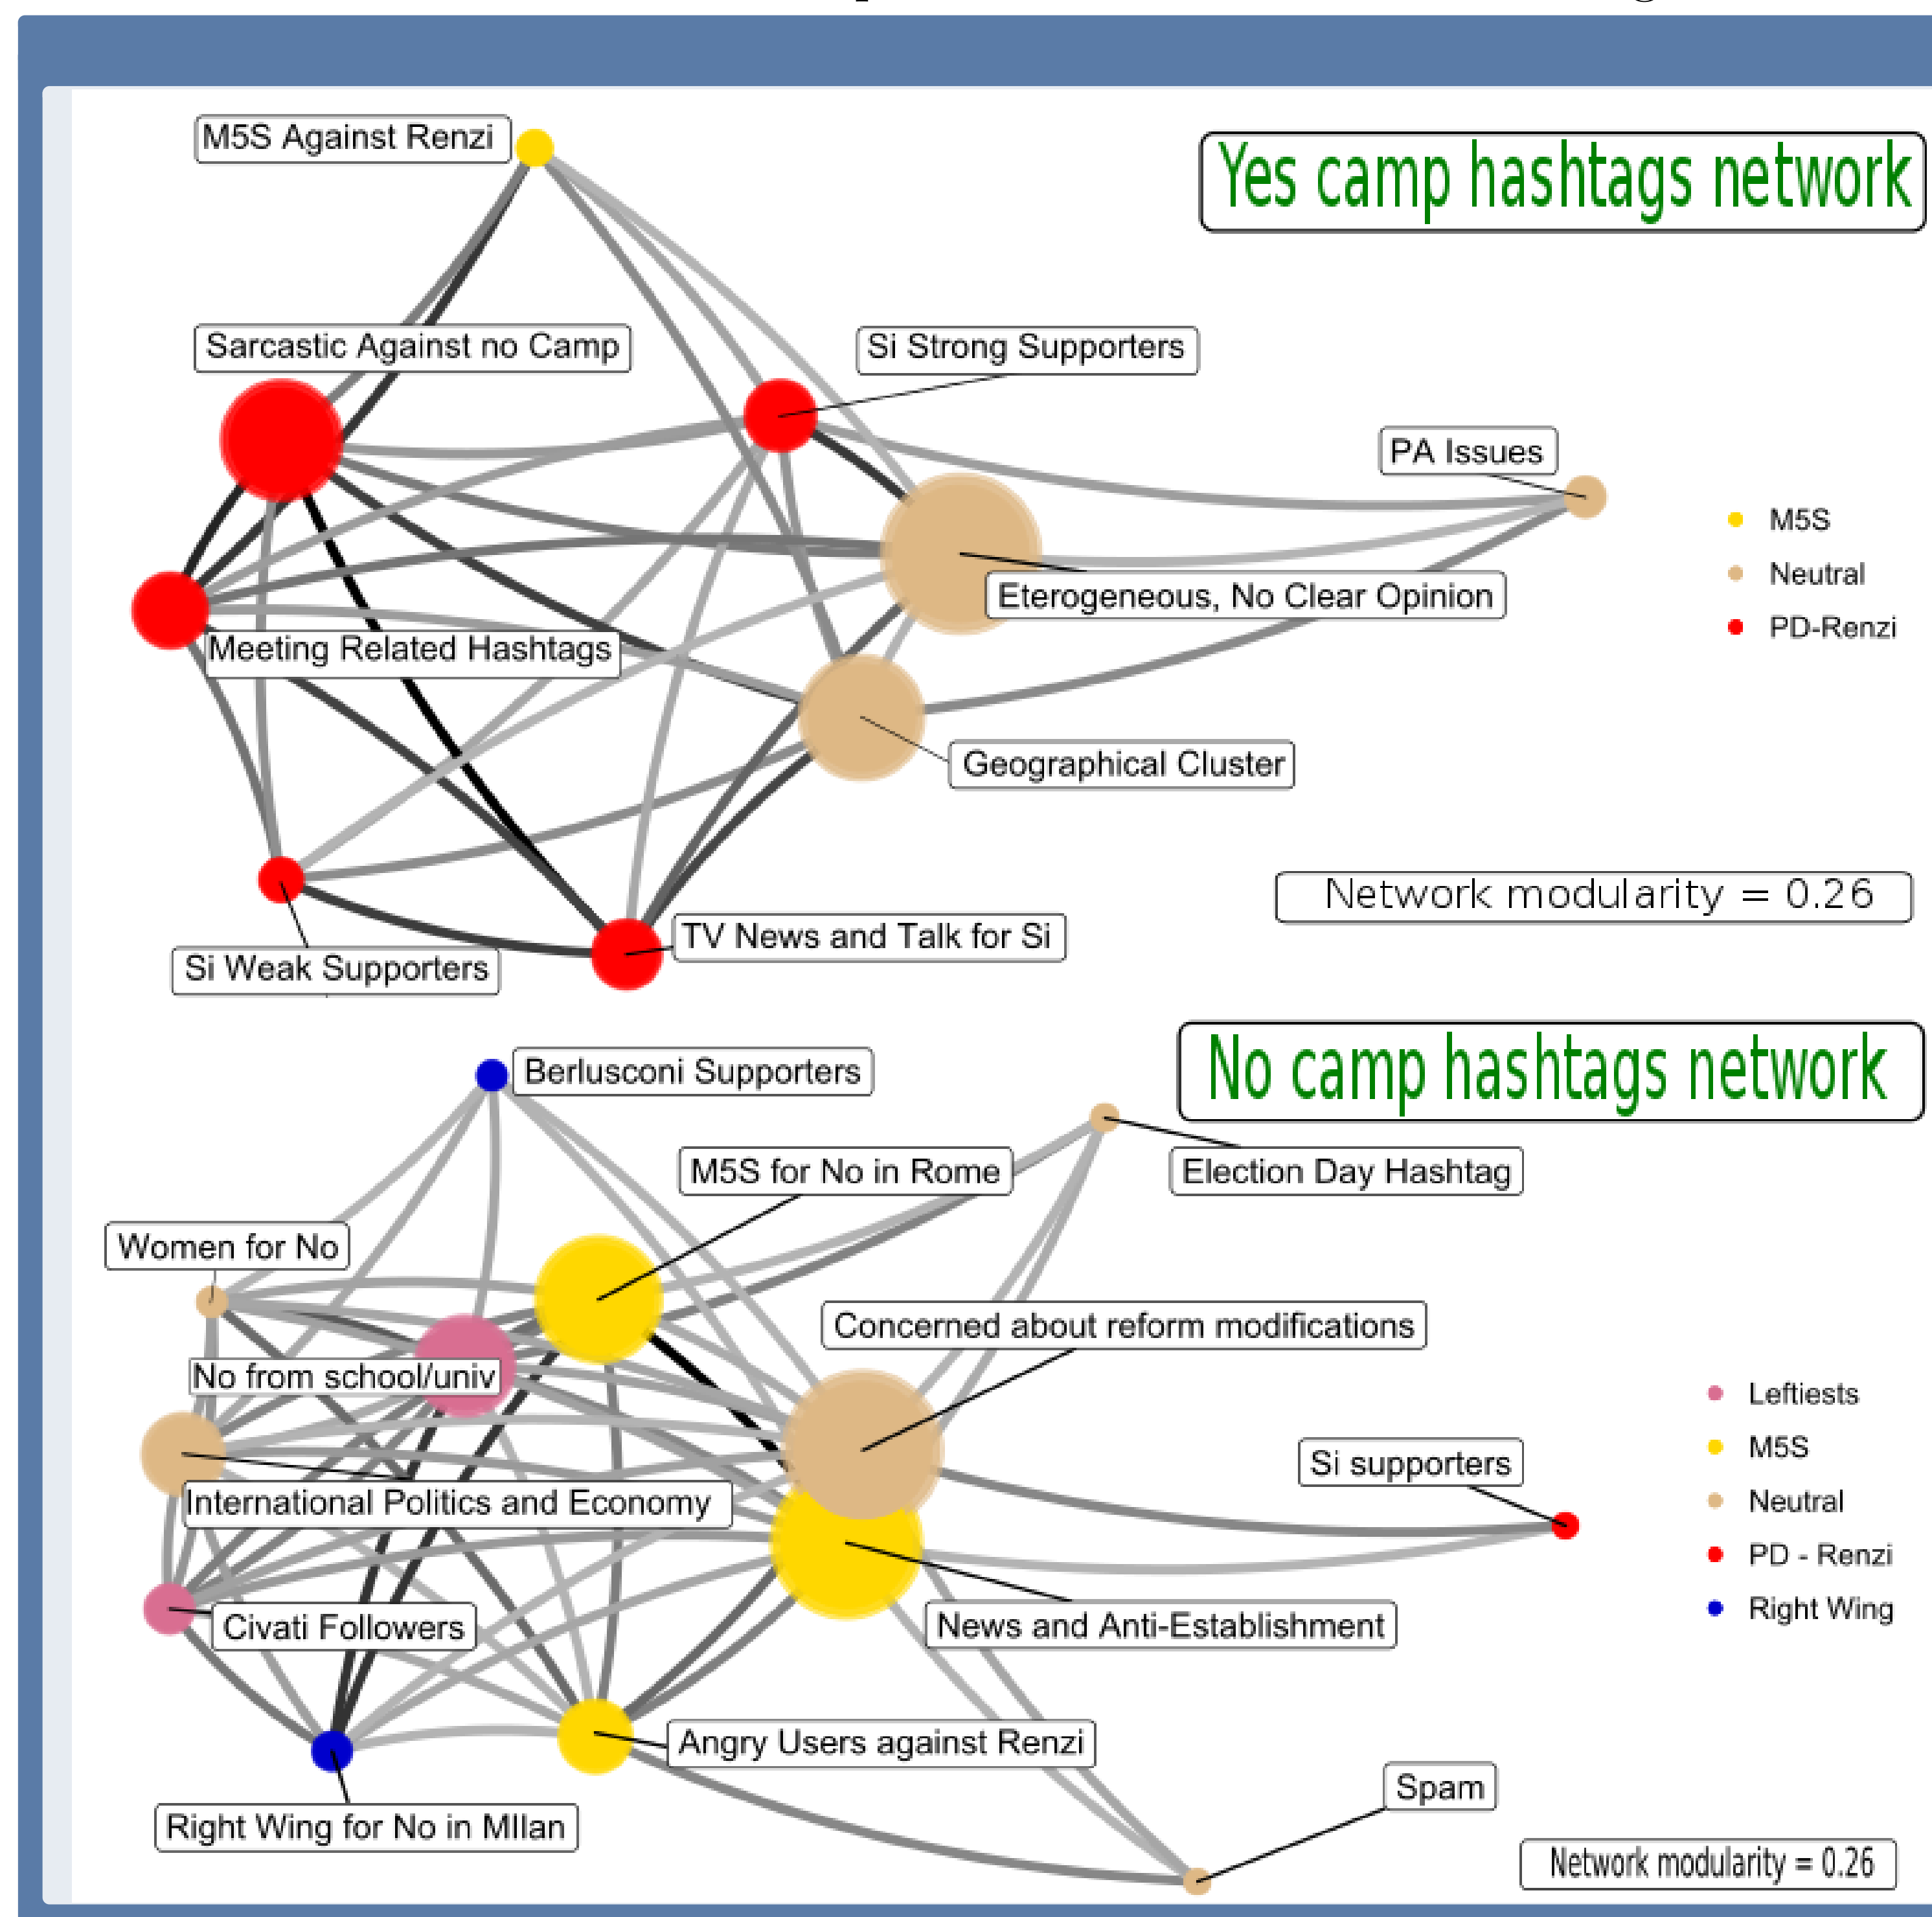 M5S Against Renzi
Yes camp hashtags network
Sarcastic Against no Camp
Si Strong Supporters
PA Issues
M5S
Neutral
PD-Renzi
Eterogeneous, No Clear Opinion
Meeting Related Hashtags
Geographical Cluster
Network modularity = 0.26
TV News and Talk for Si
Si Weak Supporters
No camp hashtags network
Berlusconi Supporters
M5S for No in Rome
Election Day Hashtag
Women for No
Concerned about reform modifications
No from school/univ
Leftiests
M5S
Neutral
PD - Renzi
Right Wing
Si supporters
International Politics and Economy
Civati Followers
News and Anti-Establishment
Angry Users against Renzi
Spam
Right Wing for No in MIlan
Network modularity = 0.26